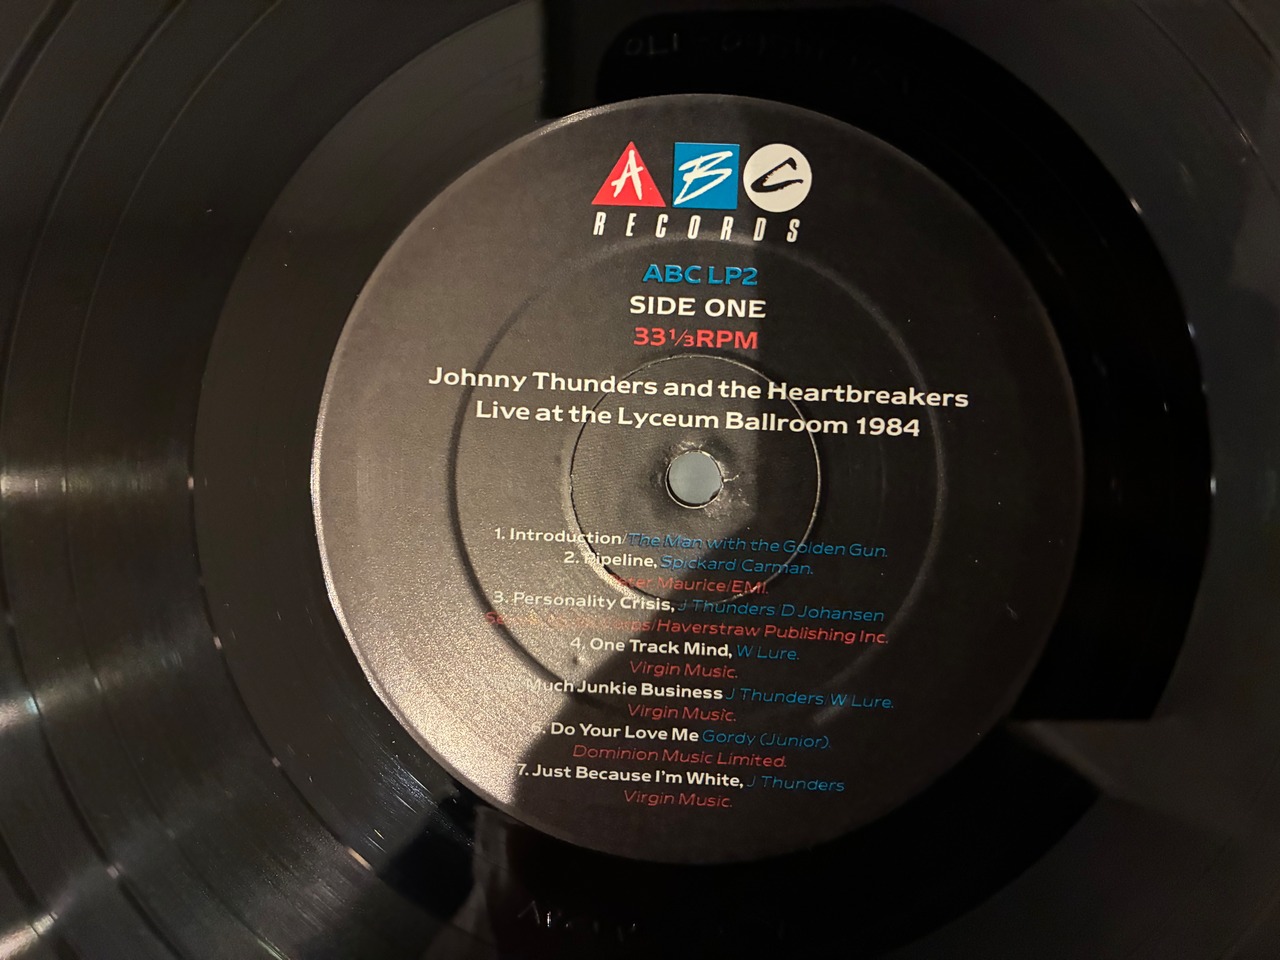 A B C
RECORDS
ABC LP2
SIDE ONE
33⅓RPM
Johnny Thunders and the Heartbreakers
Live at the Lyceum Ballroom 1984
1. Introduction/The Man with the Golden Gun.
2. Pipeline, Spickard/Carman.
Maurice/EMI.
3. Personality Crisis, J Thunders/D Johansen
/Haverstraw Publishing Inc.
4. One Track Mind, W Lure.
Virgin Music.
Much Junkie Business J Thunders/W Lure.
Virgin Music.
. Do Your Love Me Gordy (Junior).
Dominion Music Limited.
7. Just Because I'm White, J Thunders
Virgin Music.